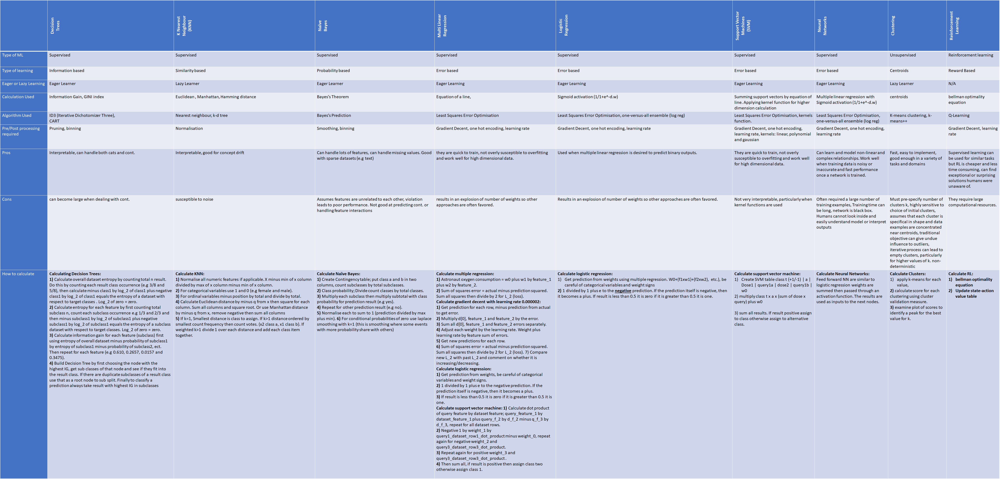 Decision
Trees
K Nearest
Neighbour
(KNN)
Naïve
Bayes
Multi Linear
Regression
Logistic
Regression
Support Vector
Machines
(SVM)
Neural
Networks
Clustering
Reinforcement
Learning
Type of ML
Supervised
Supervised
Supervised
Supervised
Supervised
Supervised
Supervised
Unsupervised
Reinforcement learning
Type of learning
Information based
Similarity based
Probability based
Error based
Error based
Error based
Error based
Centroids
Reward Based
Eager or Lazy Learning
Eager Learner
Lazy Learner
Eager Learner
Eager Learning
Eager Learning
Eager Learning
Eager Learning
Lazy Learner
N/A
Calculation Used
Information Gain, GINI index
Euclidean , Manhattan, Hamming distance
Bayes's Theorem
Equation of a line,
Sigmoid activation (1/1+e^-d.w)
Summing support vectors by equation of
line. Applying kernel function for higher
dimension calculation
Multiple linear regression with
Sigmoid activation (1/1+e^-d.w)
centroids
bellman optimality
equation
Algorithm Used
ID3 (Iterative Dichotomizer Three),
CART
Nearest neighbour, k-d tree
Bayes's Prediction
Least Squares Error Optimisation
Least Squares Error Optimisation, one-versus-all ensemble (log reg)
Least Squares Error Optimisation, kernels
function.
Least Squares Error Optimisation,
one-versus-all ensemble (log reg)
K-means clustering, k-
means++
Q-Learning
Pre/Post processing
required
Pruning, binning
Normalisation
Smoothing, binning
Gradient Decent, one hot encoding, learning rate
Gradient Decent, one hot encoding, learning rate
Gradient Decent, one hot encoding,
learning rate, kernels: linear, polynomial
and gaussian
Gradient Decent, one hot encoding,
learning rate
Gradient Decent, learning
rate
Pros
Interpretable, can handle both cats and cont.
Interpretable, good for concept drift
Can handle lots of features, can handle missing values. Good
with sparse datasets (e.g text)
they are quick to train, not overly susceptible to overfitting
and work well for high dimensional data.
Used when multiple linear regression is desired to predict binary outputs.
They are quick to train, not overly
susceptible to overfitting and work well
for high dimensional data.
Can learn and model non-linear and
complex relationships. Work well
when training data is noisy or
inaccurate and fast performance
once a network is trained.
Fast, easy to implement,
good enough in a variety of
tasks and domains
Supervised learning can
be used for similar tasks
but RL is cheaper and less
time consuming, can find
exceptional or surprising
solutions humans were
unaware of.
Cons
can become large when dealing with cont.
susceptible to noise
Assumes features are unrelated to each other, violation
leads to poor performance. Not good at predicting cont. or
handling feature interactions
results in an explosion of number of weights so other
approaches are often favored.
Results in an explosion of number of weights so other approaches are often favored.
Not very interpretable, particularly when
kernel functions are used
Often required a large number of
training examples, Training time can
be long, network is black box.
Humans cannot look inside and
easily understand model or interpret
outputs
Must pre-specify number of
clusters k, highly sensitive to
choice of initial clusters,
assumes that each cluster is
specifical in shape and data
examples are concentrated
near centroids, traditional
objective can give undue
influence to outliers,
iterative process can lead to
empty clusters, particularly
for higher values of k. non-
deterministic
They require large
computational resources.
How to calculate
Calculating Decision Trees:
1) Calculate overall dataset entropy by counting total n result.
Do this by counting each result class occurrence (e.g 3/8 and
5/8), then calculate minus class1 by log_2 of class1 plus negative
class1 by log_2 of class1 equals the entropy of a dataset with
respect to target classes . Log_2 of zero = zero.
2) Calculate entropy for each feature by first counting total
subclass n, count each subclass occurrence e.g 1/3 and 2/3 and
then minus subclass1 by log_2 of subclass1 plus negative
subclass1 by log_2 of subclass1 equals the entropy of a subclass
dataset with respect to target classes. Log_2 of zero = zero.
3) Calculate information gain for each feature (subclass) first
using entropy of overall dataset minus probability of subclass1
by entropy of subclass1 minus probability of subclass2, ect.
Then repeat for each feature (e.g 0.610, 0.2657, 0.0157 and
0.3475).
4) Build Decision Tree by first choosing the node with the
highest IG, get sub classes of that node and see if they fit into
the result class. If there are duplicate subclasses of a result class
use that as a root node to sub split. Finally to classify a
prediction always take result with highest IG in subclasses
Calculate KNN:
1) Normalise all numeric features if applicable. X minus min of x column
divided by max of x column minus min of x column.
2) For categorical variables use 1 and 0 (e.g female and male).
3) For ordinal variables minus position by total and divide by total.
4) Calculate Euclidean distance by minus q from x then square for each
column. Sum all columns and square root. Or use Manhattan distance
by minus q from x, remove negative then sum all columns
5) If k=1, Smallest distance is class to assign. If k>1 distance ordered by
smallest count frequency then count votes. (x2 class a, x1 class b). If
weighted k>1 divide 1 over each distance and add each class item
together.
Calculate Naïve Bayes:
1) Create Contingency table; put class a and b in two
columns, count subclasses by total subclasses.
2) Class probability; Divide count classes by total classes.
3) Multiply each subclass then multiply subtotal with class
probability for prediction result (e.g yes).
4) Repeat for other prediction result (e.g no).
5) Normalise each to sum to 1 (prediction divided by max
plus min). 6) For conditional probabilities of zero use laplace
smoothing with k=1 (this is smoothing where some events
with more probability share with others)
Calculate multiple regression:
1) Astronaut oxygen consumption = w0 plus w1 by feature_1
plus w2 by feature_2.
2) Sum of squares error = actual minus prediction squared.
Sum all squares then divide by 2 for L_2 (loss).
Calculate gradient decent with learning rate 0.000002:
1) Get prediction for each row, minus prediction from actual
to get error.
2) Multiply d[0], feature_1 and feature_2 by the error.
3) Sum all d[0], feature_1 and feature_2 errors separately.
4) Adjust each weight by the learning rate. Weight plus
learning rate by feature sum of errors.
5) Get new predictions for each row.
6) Sum of squares error = actual minus prediction squared.
Sum all squares then divide by 2 for L_2 (loss). 7) Compare
new L_2 with past L_2 and comment on whether it is
increasing/decreasing.
Calculate logistic regression:
1) Get prediction from weights, be careful of categorical
variables and weight signs.
2) 1 divided by 1 plus e to the negative prediction. If the
prediction itself is negative, then it becomes a plus.
3) If result is less than 0.5 it is zero if it is greater than 0.5 it is
one.
Calculate support vector machine: 1) Calculate dot product
of query feature by dataset feature; query_feature_1 by
dataset_feature_1 plus query_f_2 by d_f_2 minus q_f_3 by
d_f_3, repeat for all dataset rows.
2) Negative 1 by weight_1 by
query1_dataset_row1_dot_product minus weight_0, repeat
again for negative weight_2 and
query3_dataset_row3_dot_product.
3) Repeat again for positive weight_3 and
query3_dataset_row3_dot_product .
4) Then sum all, if result is positive then assign class two
otherwise assign class 1.
Calculate logistic regression:
1) Get prediction from weights using multiple regression. W0+(f1xw1)+(f2xw2), etc.), be
careful of categorical variables and weight signs
2) 1 divided by 1 plus e to the negative prediction. If the prediction itself is negative, then
it becomes a plus. If result is less than 0.5 it is zero if it is greater than 0.5 it is one.
Calculate support vector machine:
1) Create SVM table class t (+1/-1) | a |
Dose1 | query1a | dose2 | query1b |
w0
2) multiply class t x a x (sum of dose x
query) plus w0
3) sum all results. If result positive assign
to class otherwise assign to alternative
class.
Calculate Neural Networks:
Feed forward NN are similar to
logistic regression weights are
summed then passed through an
activation function. The results are
used as inputs to the next nodes.
Calculate Clusters:
1) apply k-means for each
value,
2) calculate score for each
clustering using cluster
validation measure.
3) examine plot of scores to
identify a peak for the best
value for k.
Calculate RL:
1) bellman optimality
equation
2) Update state-action
value table